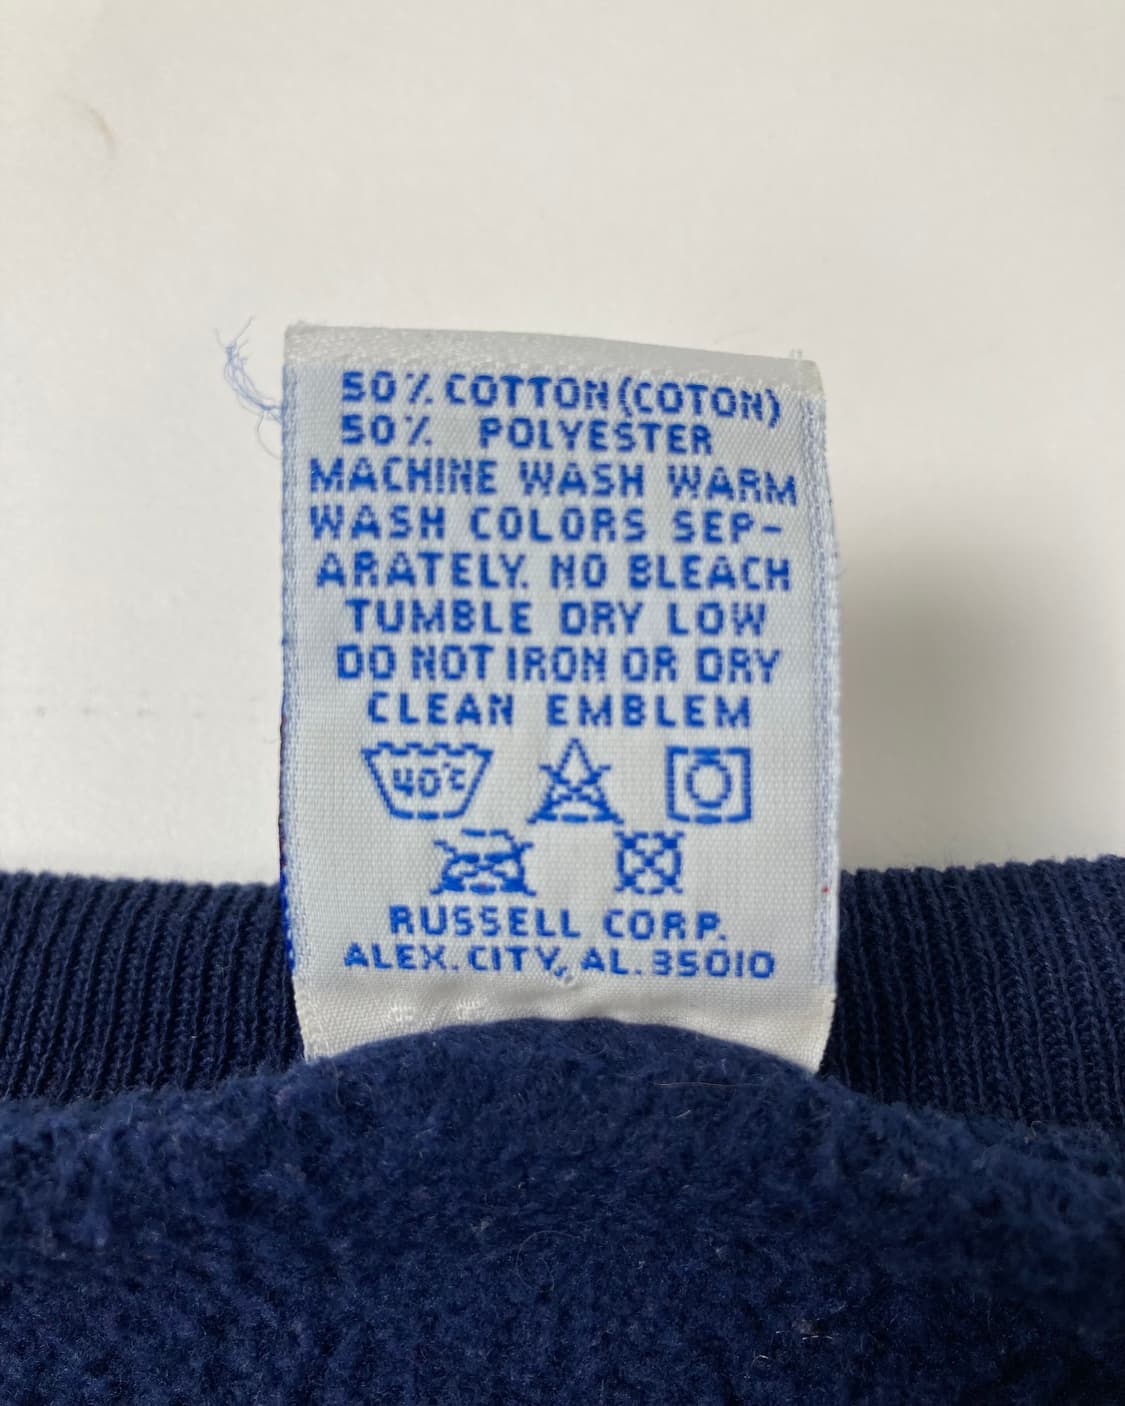 50% COTTON (COTON)
50% POLYESTER
MACHINE WASH WARM
WASH COLORS SEP-
ARATELY. NO BLEACH
TUMBLE DRY LOW
DO NOT IRON OR DRY
CLEAN EMBLEM
40°C
RUSSELL CORP.
ALEX. CITY, AL. 35010